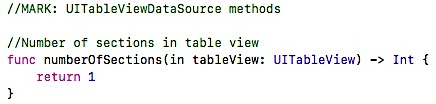 //MARK: UITableViewDataSource methods
//Number of sections in table view
func numberOfSections(in tableView: UITableView) -> Int {
    return 1
}